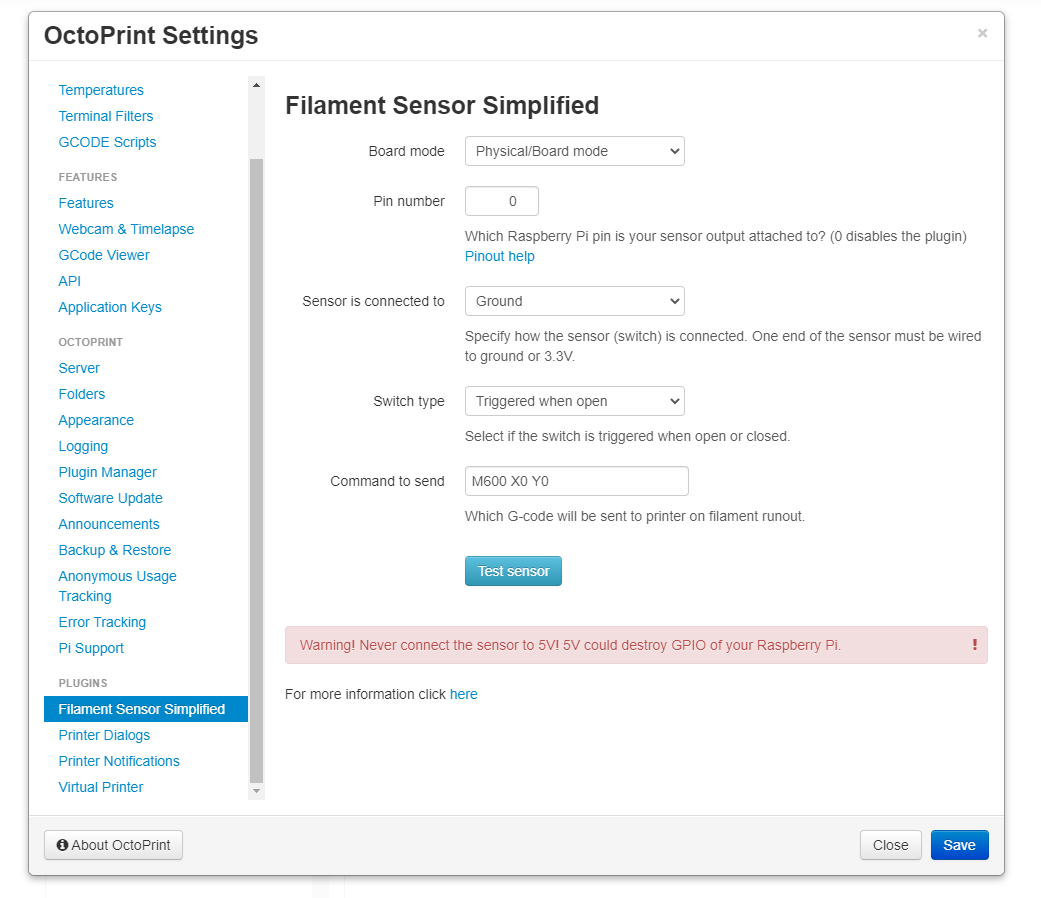 OctoPrint Settings
×
Temperatures
Terminal Filters
GCODE Scripts
FEATURES
Features
Webcam & Timelapse
GCode Viewer
API
Application Keys
OCTOPRINT
Server
Folders
Appearance
Logging
Plugin Manager
Software Update
Announcements
Backup & Restore
Anonymous Usage
Tracking
Error Tracking
Pi Support
PLUGINS
Filament Sensor Simplified
Printer Dialogs
Printer Notifications
Virtual Printer
Filament Sensor Simplified
Board mode Physical/Board mode
Pin number 0
Which Raspberry Pi pin is your sensor output attached to? (0 disables the plugin)
Pinout help
Sensor is connected to Ground
Specify how the sensor (switch) is connected. One end of the sensor must be wired
to ground or 3.3V.
Switch type Triggered when open
Select if the switch is triggered when open or closed.
Command to send M600 X0 Y0
Which G-code will be sent to printer on filament runout.
Test sensor
Warning! Never connect the sensor to 5V! 5V could destroy GPIO of your Raspberry Pi. !
For more information click here
About OctoPrint
Close
Save